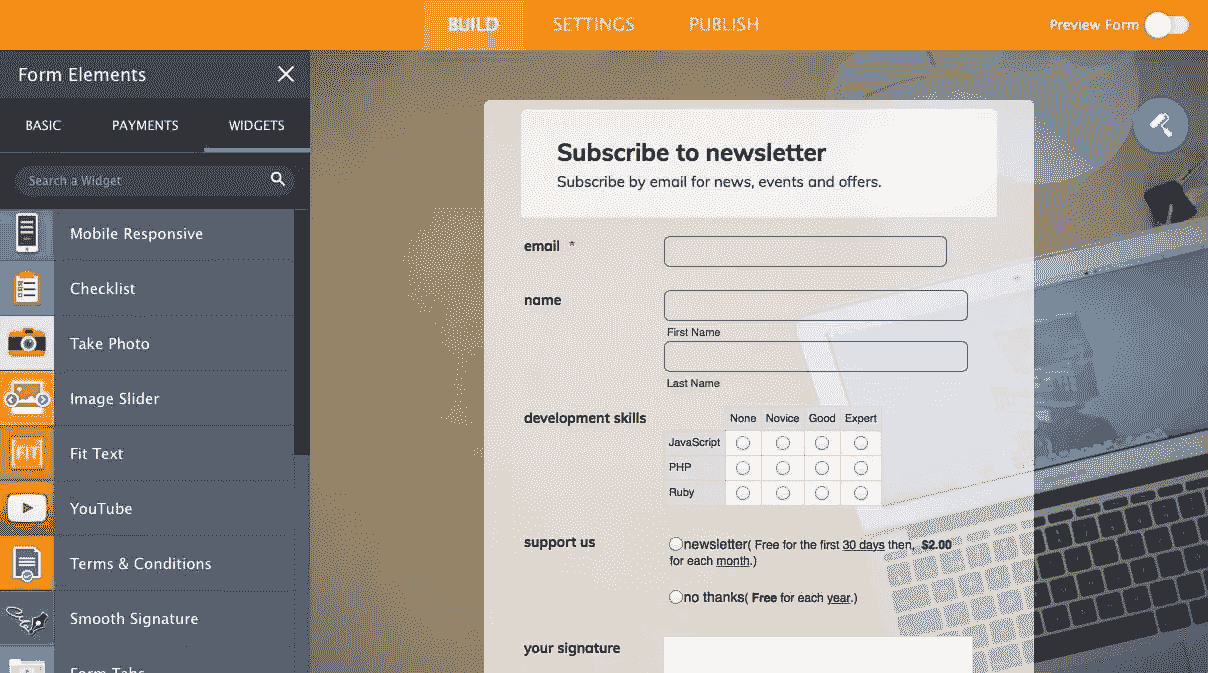 BUILD SETTINGS PUBLISH Preview Form
Form Elements
BASIC PAYMENTS WIDGETS
Search a Widget
Mobile Responsive
Checklist
Take Photo
Image Slider
FIT
Fit Text
YouTube
Terms & Conditions
Smooth Signature
Form Tabs
Subscribe to newsletter
Subscribe by email for news, events and offers.
email *
name
First Name
Last Name
development skills
None Novice Good Expert
JavaScript
PHP
Ruby
support us
newsletter( Free for the first 30 days then, $2.00
for each month.)
no thanks( Free for each year.)
your signature